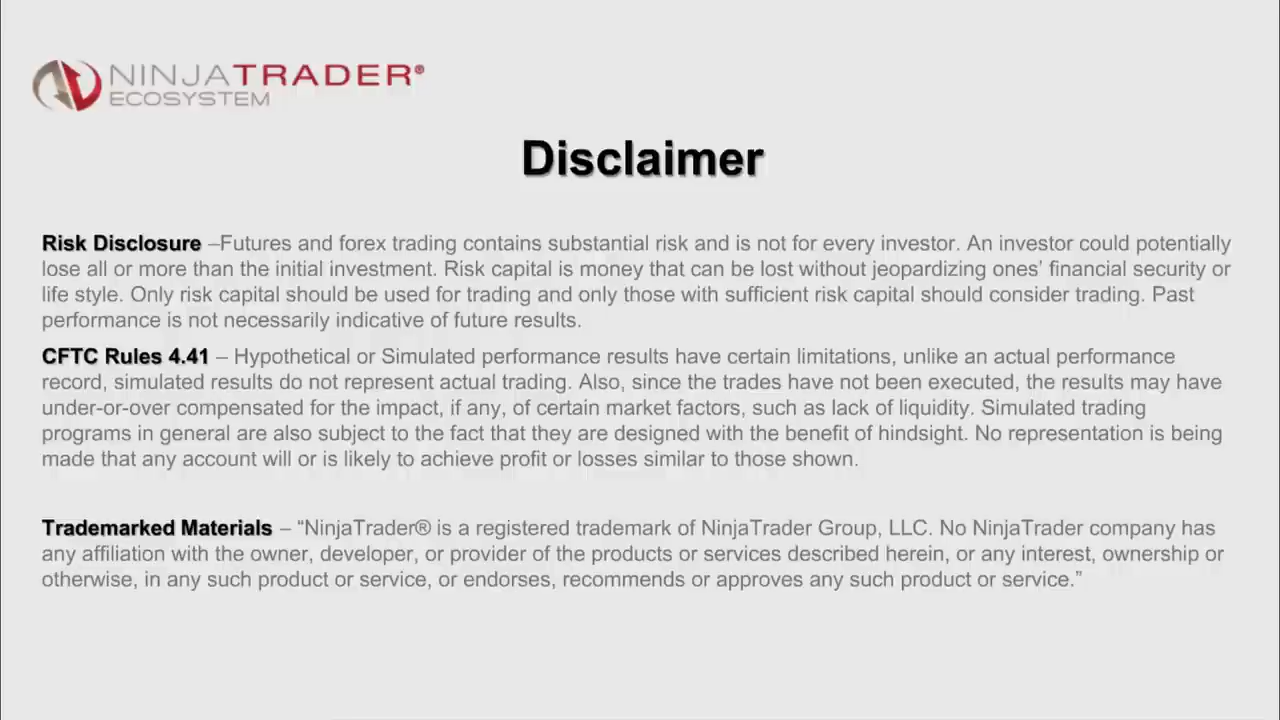 NINJATRADER®
ECOSYSTEM
Disclaimer
Risk Disclosure –Futures and forex trading contains substantial risk and is not for every investor. An investor could potentially
lose all or more than the initial investment. Risk capital is money that can be lost without jeopardizing ones’ financial security or
life style. Only risk capital should be used for trading and only those with sufficient risk capital should consider trading. Past
performance is not necessarily indicative of future results.
CFTC Rules 4.41 – Hypothetical or Simulated performance results have certain limitations, unlike an actual performance
record, simulated results do not represent actual trading. Also, since the trades have not been executed, the results may have
under-or-over compensated for the impact, if any, of certain market factors, such as lack of liquidity. Simulated trading
programs in general are also subject to the fact that they are designed with the benefit of hindsight. No representation is being
made that any account will or is likely to achieve profit or losses similar to those shown.
Trademarked Materials – “NinjaTrader® is a registered trademark of NinjaTrader Group, LLC. No NinjaTrader company has
any affiliation with the owner, developer, or provider of the products or services described herein, or any interest, ownership or
otherwise, in any such product or service, or endorses, recommends or approves any such product or service.”